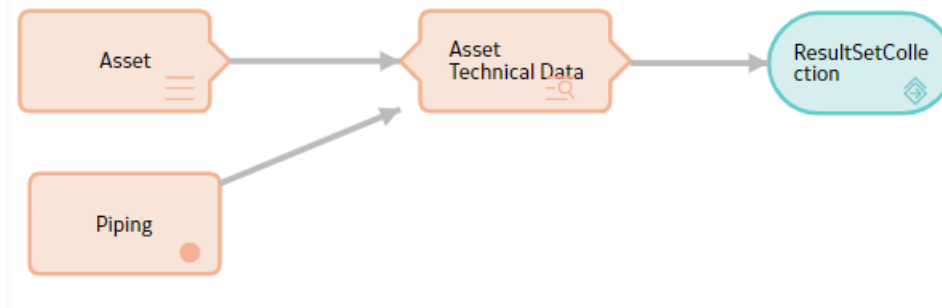 Asset
Asset
Technical Data
ResultSetColle
ction
Piping